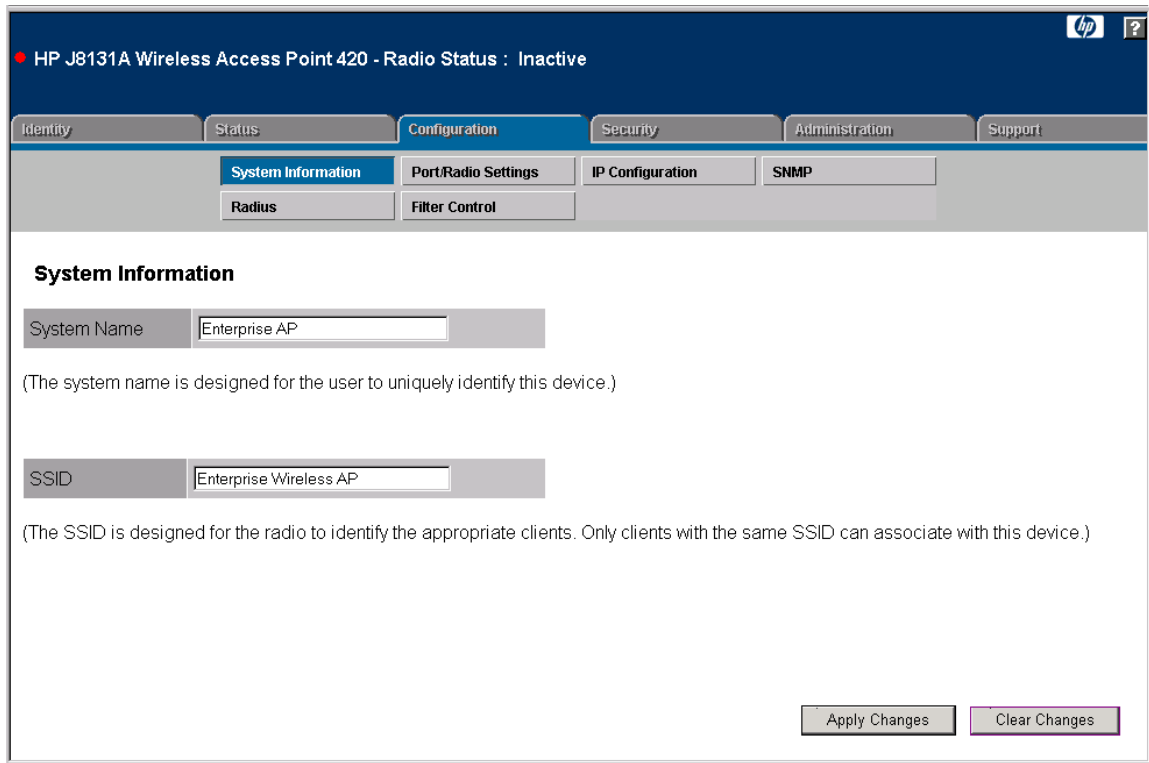 hp ?
HP J8131A Wireless Access Point 420 - Radio Status : Inactive
Identity Status Configuration Security Administration Support
System Information Port/Radio Settings IP Configuration SNMP
Radius Filter Control
System Information
System Name Enterprise AP
(The system name is designed for the user to uniquely identify this device.)
SSID Enterprise Wireless AP
(The SSID is designed for the radio to identify the appropriate clients. Only clients with the same SSID can associate with this device.)
Apply Changes Clear Changes